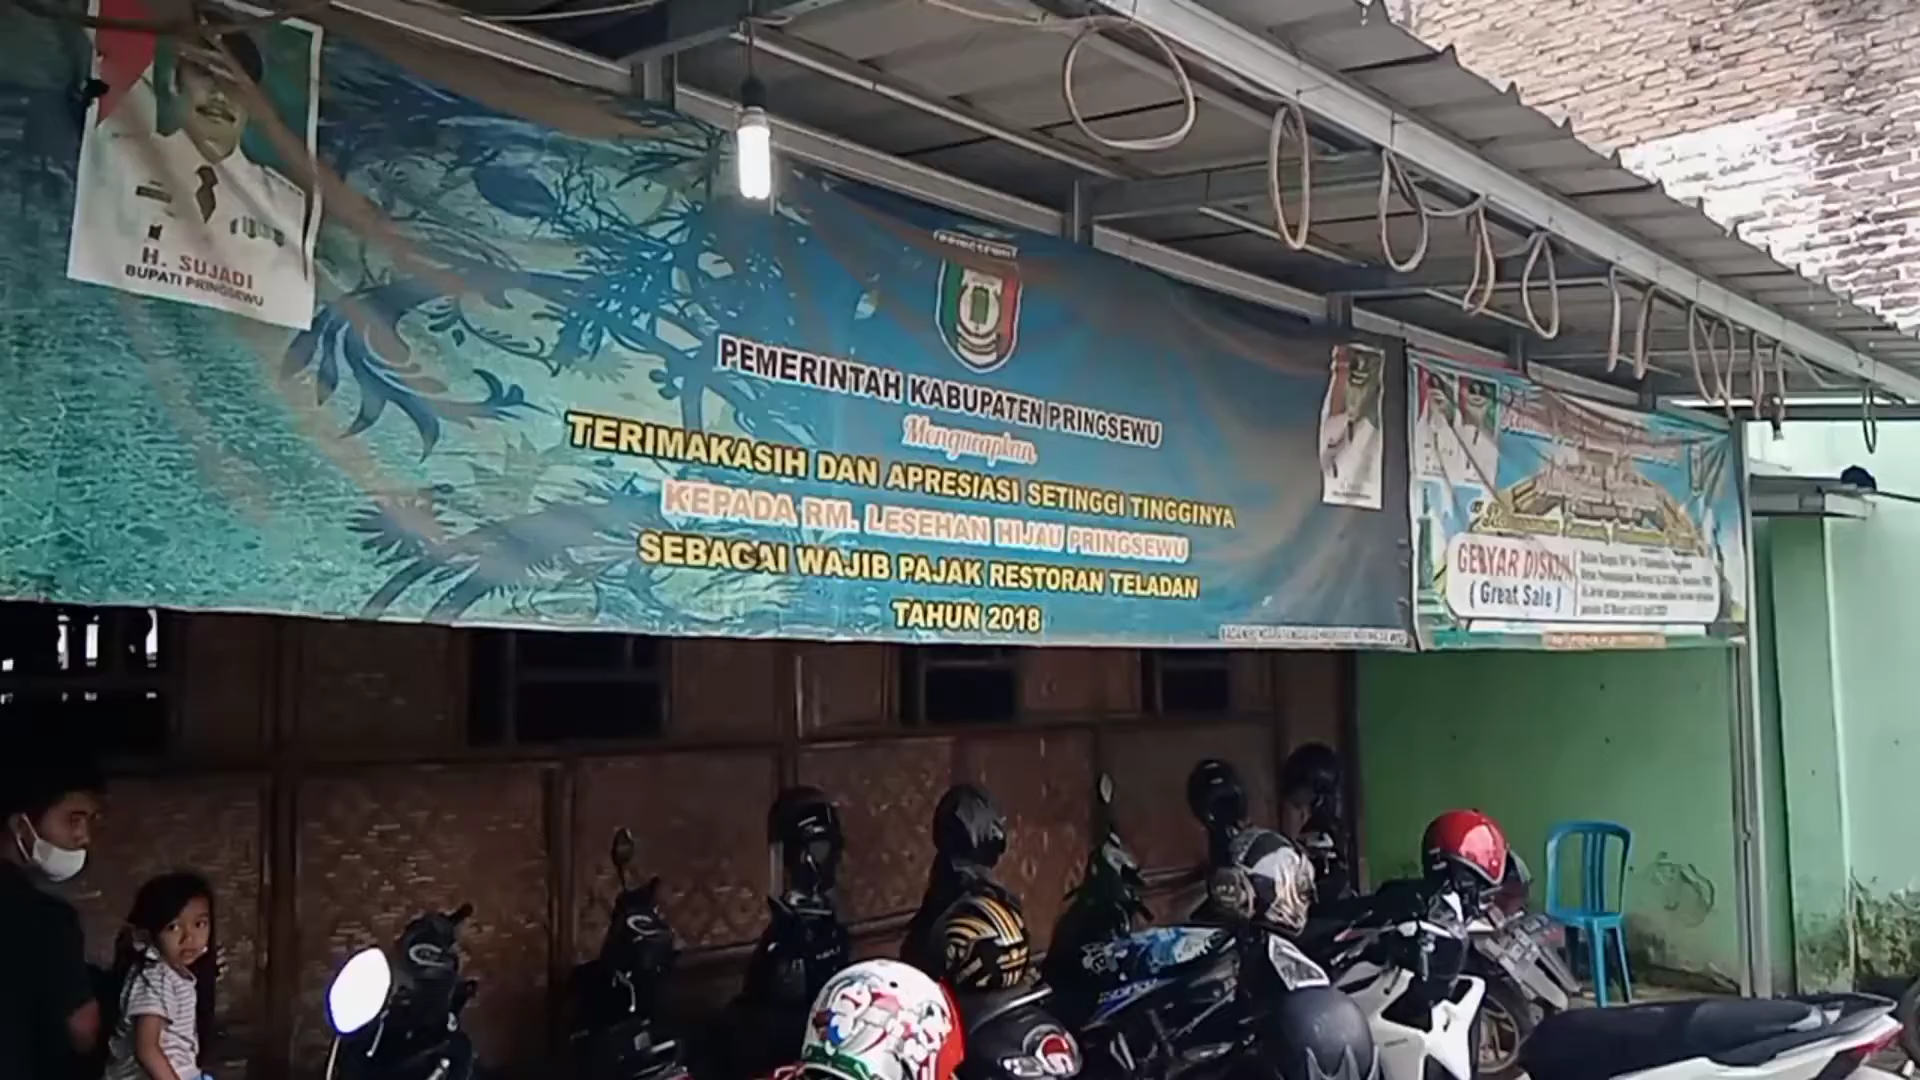 H. SUJADI
BUPATI PRINGSEWU
PRINGSEWU
PEMERINTAH KABUPATEN PRINGSEWU
Mengucapkan
TERIMAKASIH DAN APRESIASI SETINGGI TINGGINYA
KEPADA RM. LESEHAN HIJAU PRINGSEWU
SEBAGAI WAJIB PAJAK RESTORAN TELADAN
TAHUN 2018
GEBYAR DISKON
( Great Sale )